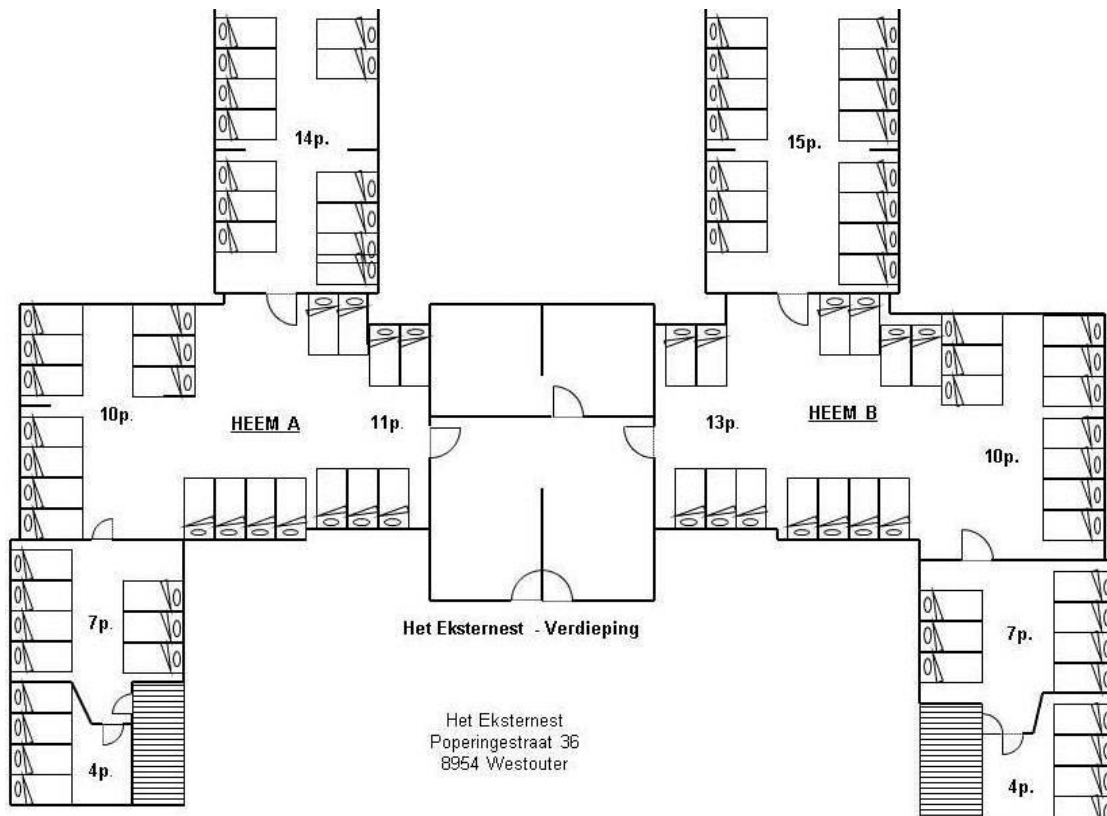 14p.
15p.
10p.
HEEM A
11p.
13p.
HEEM B
10p.
7p.
Het Eksternest - Verdieping
7p.
Het Eksternest
Poperingestraat 36
8954 Westouter
4p.
4p.